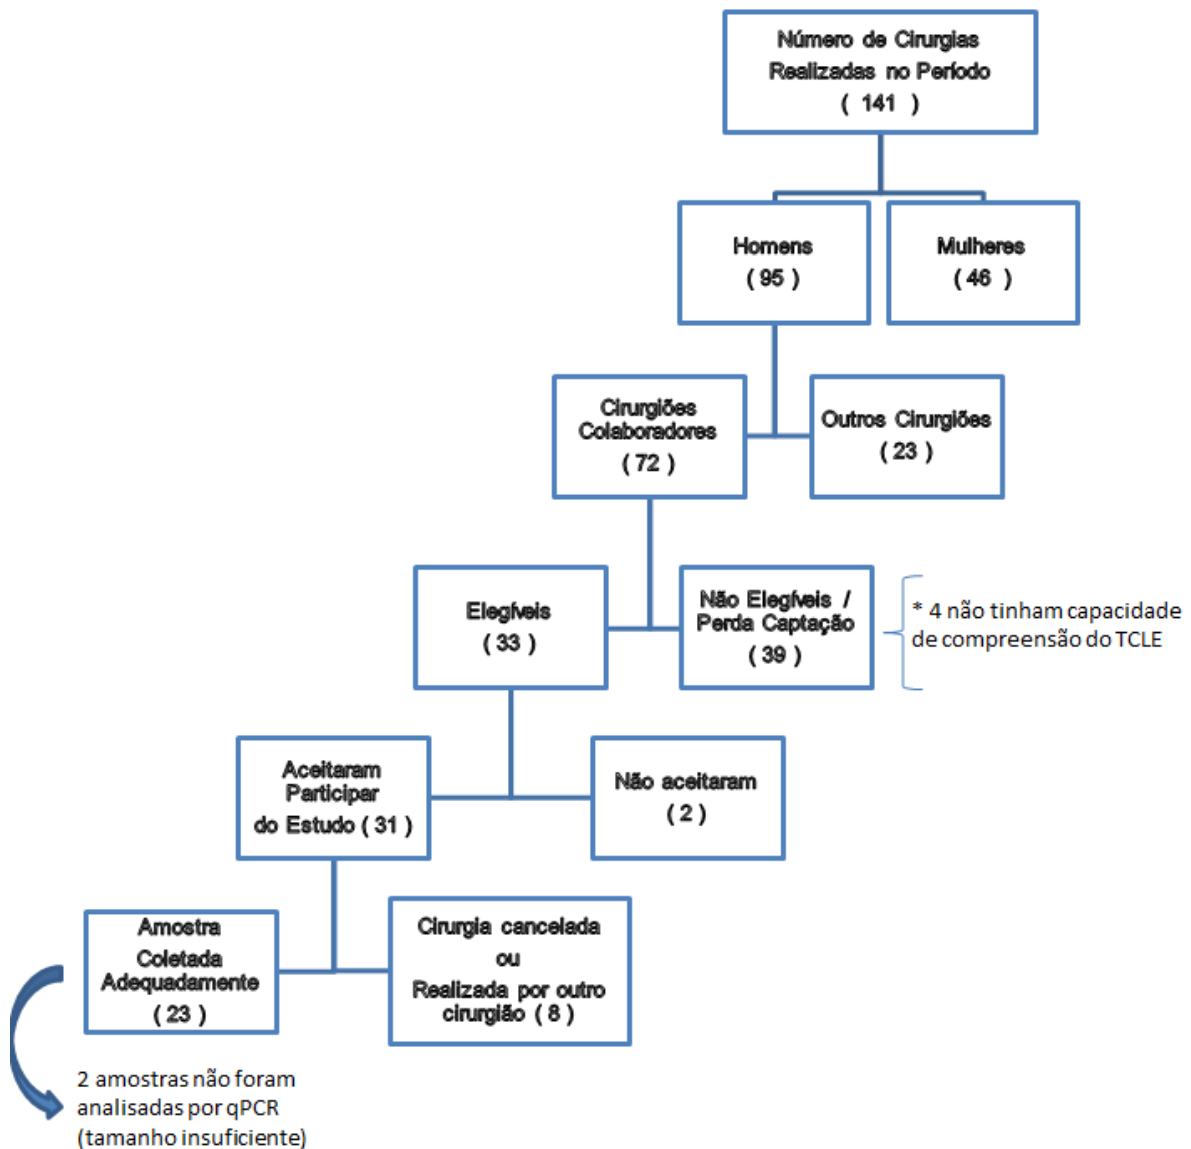 Número de Cirurgias
Realizadas no Período
( 141 )
Homens
( 95 )
Mulheres
( 46 )
Cirurgiões
Colaboradores
( 72 )
Outros Cirurgiões
( 23 )
Elegíveis
( 33 )
Não Elegíveis /
Perda Captação
( 39 )
* 4 não tinham capacidade
de compreensão do TCLE
Aceitaram
Participar
do Estudo ( 31 )
Não aceitaram
( 2 )
Amostra
Coletada
Adequadamente
( 23 )
Cirurgia cancelada
ou
Realizada por outro
cirurgião ( 8 )
2 amostras não foram
analisadas por qPCR
(tamanho insuficiente)